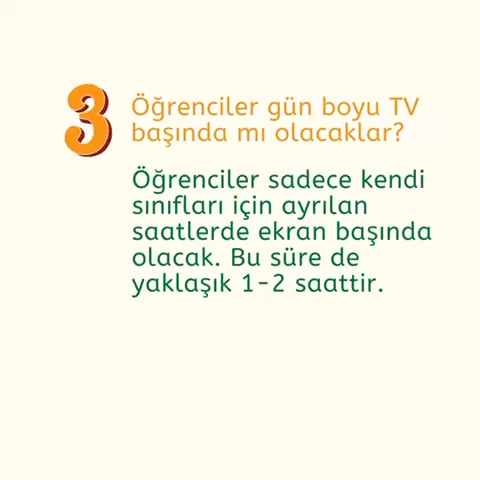 3
Öğrenciler gün boyu TV
başında mı olacaklar?
Öğrenciler sadece kendi
sınıfları için ayrılan
saatlerde ekran başında
olacak. Bu süre de
yaklaşık 1-2 saattir.